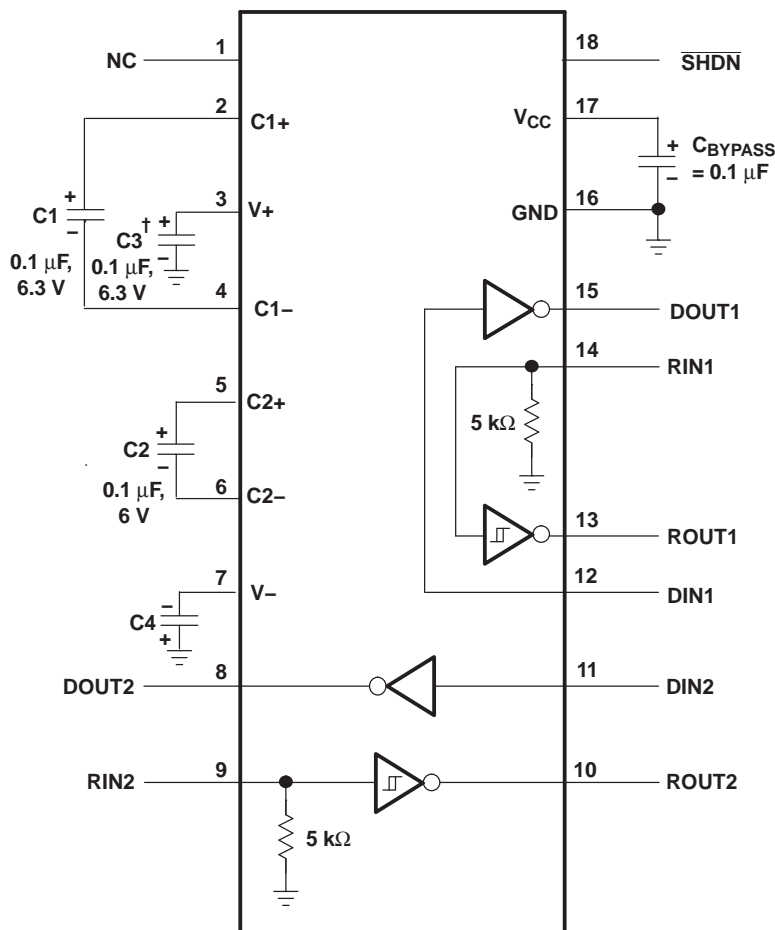 1
NC
18
SHDN
2
C1+
17
VCC
+
CBYPASS
= 0.1 μF
–
+
C1
–
0.1 μF,
6.3 V
3
V+
† +
C3
–
0.1 μF,
6.3 V
16
GND
4
C1–
15
DOUT1
14
RIN1
5 kΩ
5
C2+
+
C2
–
0.1 μF,
6 V
6
C2–
13
ROUT1
12
DIN1
7
V–
–
C4
+
8
DOUT2
11
DIN2
9
RIN2
10
ROUT2
5 kΩ